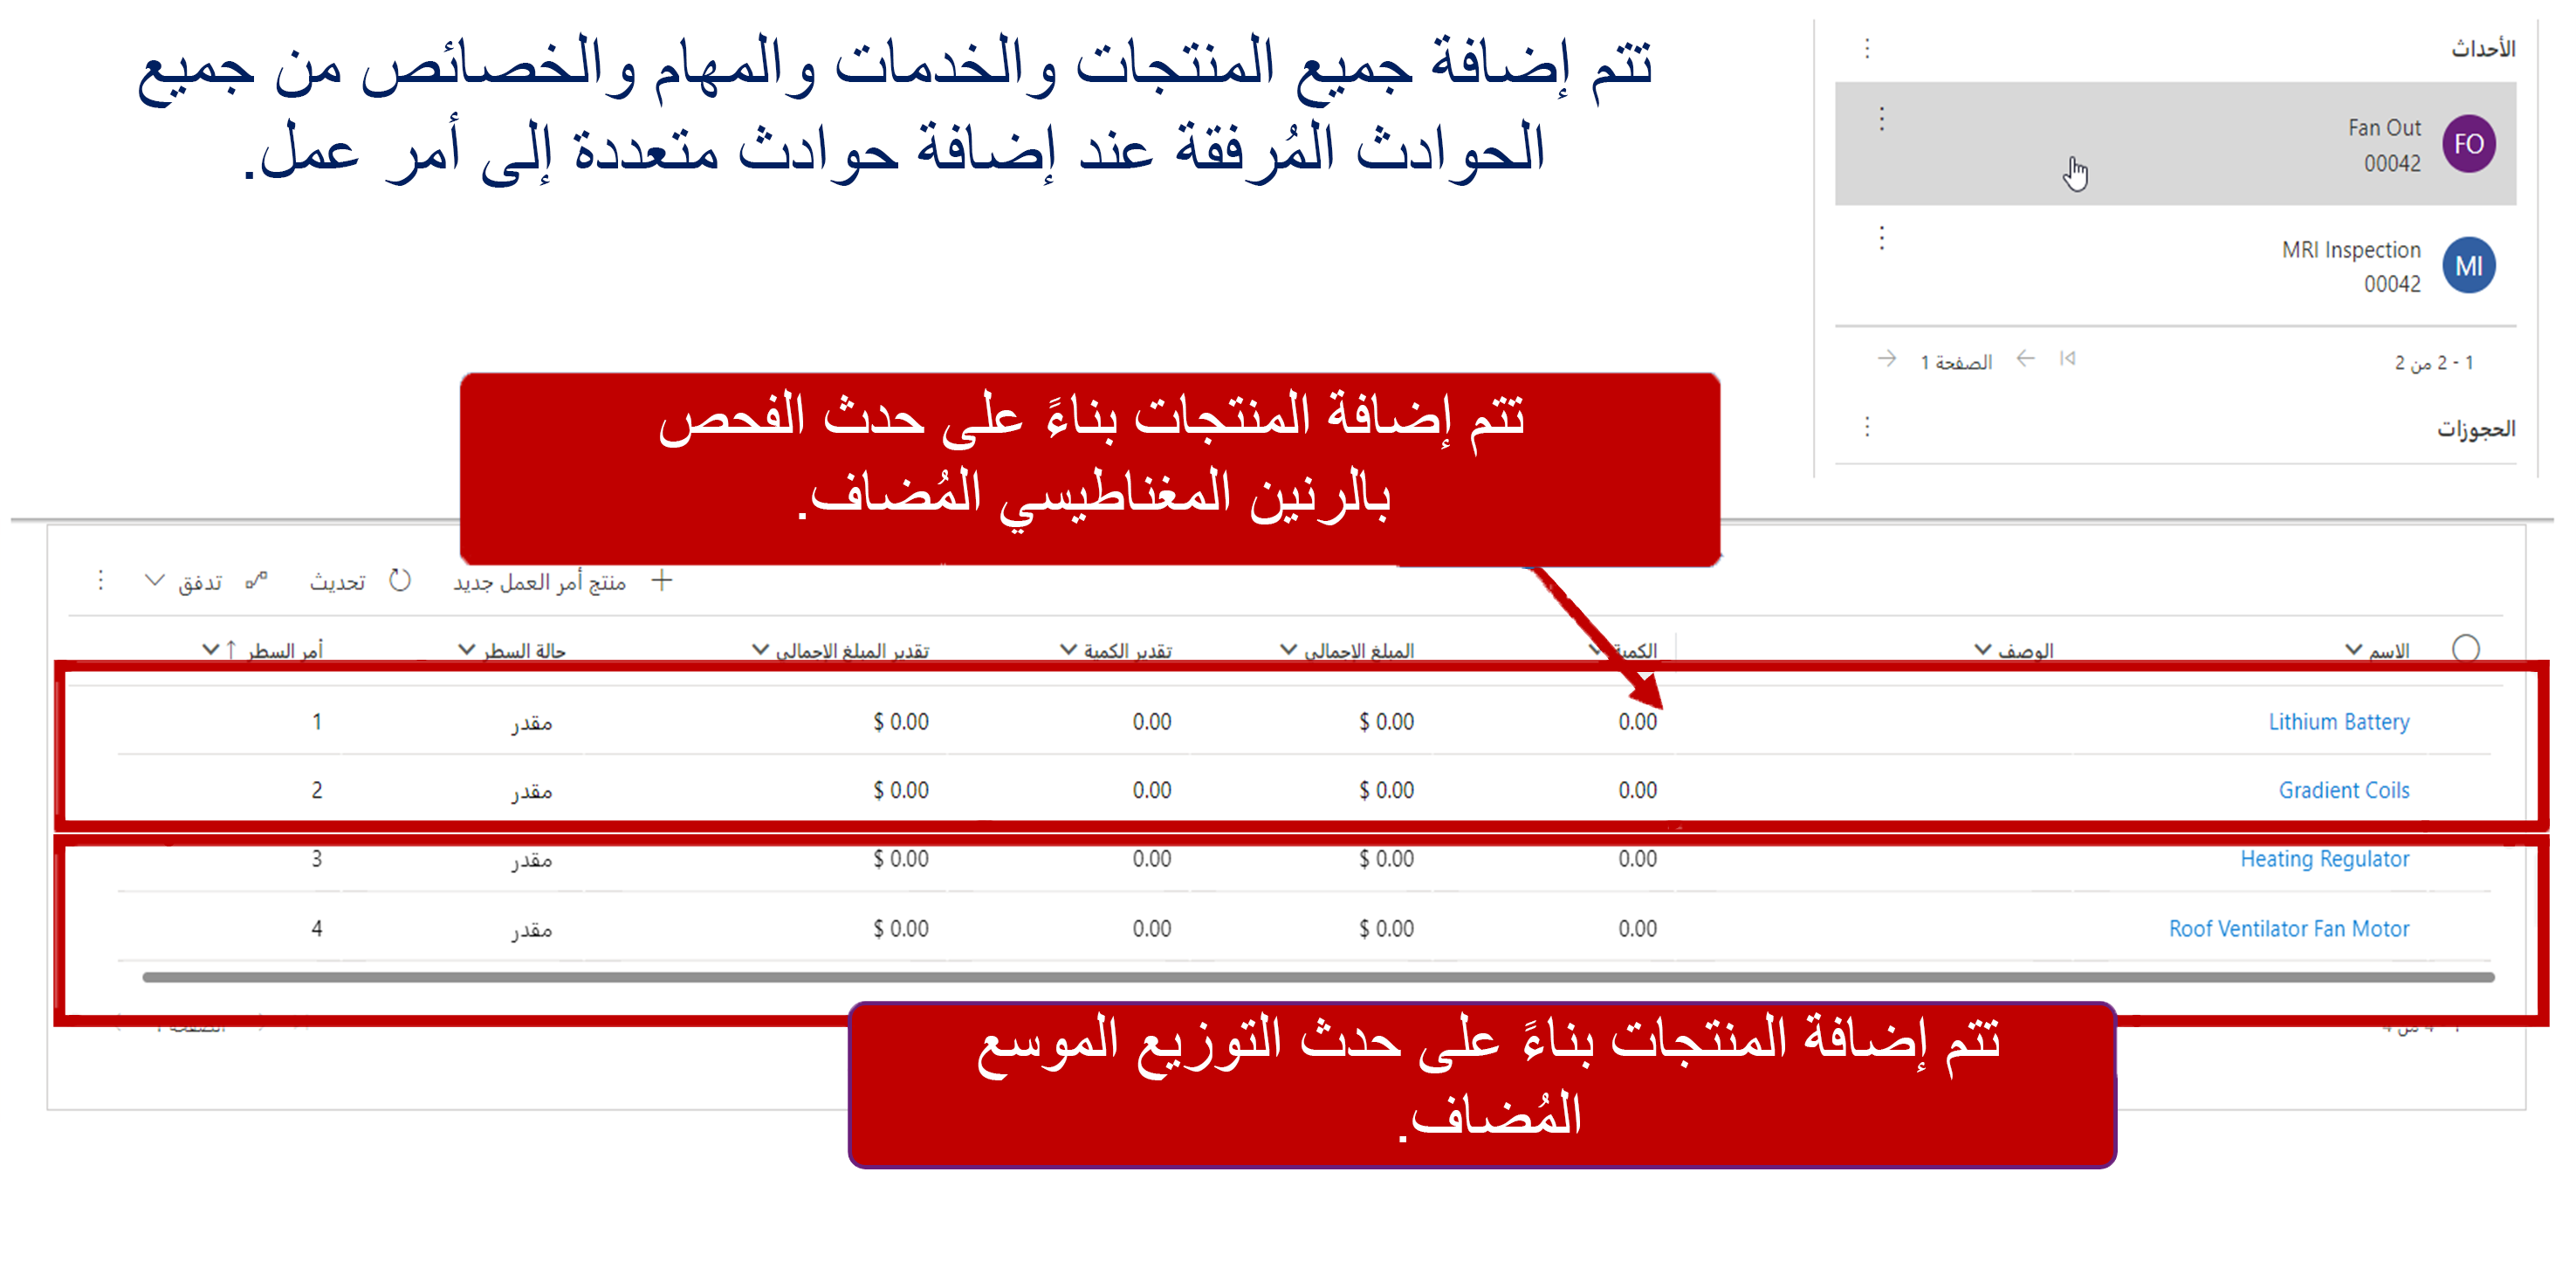 تتم إضافة جميع المنتجات والخدمات والمهام والخصائص من جميع
الحوادث المُرفقة عند إضافة حوادث متعددة إلى أمر عمل.
الأحداث
FO Fan Out
00042
MI MRI Inspection
00042
1 - 2 من 2 الصفحة 1
الحجوزات
تتم إضافة المنتجات بناءً على حدث الفحص
بالرنين المغناطيسي المُضاف.
منتج أمر العمل جديد تحديث تدفق
الاسم الوصف الكمية المبلغ الإجمالي تقدير الكمية تقدير المبلغ الإجمالي حالة السطر أمر السطر
Lithium Battery 0.00 $ 0.00 0.00 $ 0.00 مقدر 1
Gradient Coils 0.00 $ 0.00 0.00 $ 0.00 مقدر 2
Heating Regulator 0.00 $ 0.00 0.00 $ 0.00 مقدر 3
Roof Ventilator Fan Motor 0.00 $ 0.00 0.00 $ 0.00 مقدر 4
تتم إضافة المنتجات بناءً على حدث التوزيع الموسع
المُضاف.